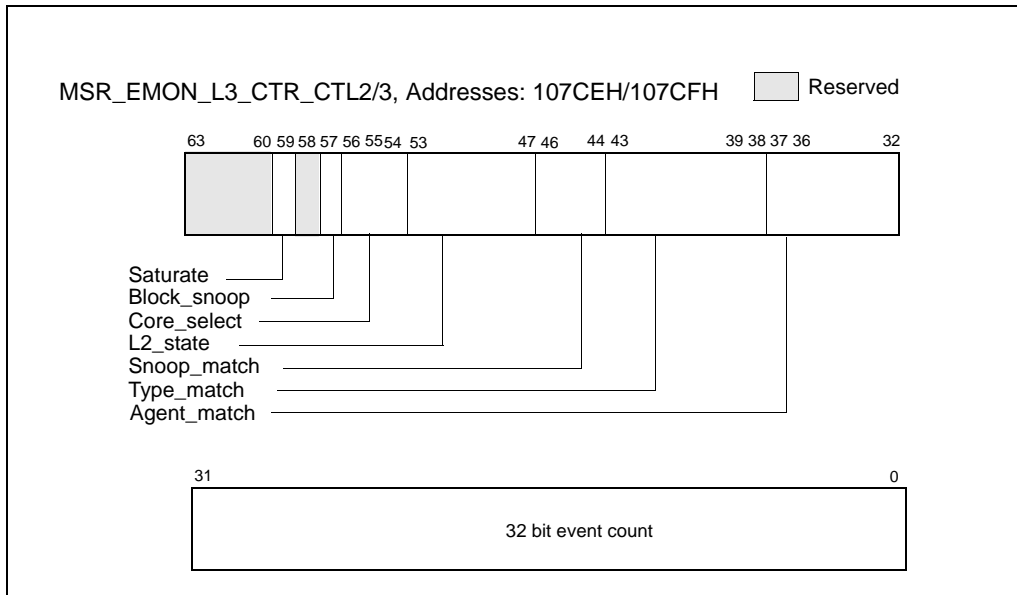 MSR_EMON_L3_CTR_CTL2/3, Addresses: 107CEH/107CFH Reserved
63 60 59 58 57 56 55 54 53 47 46 44 43 39 38 37 36 32
Saturate
Block_snoop
Core_select
L2_state
Snoop_match
Type_match
Agent_match
31 0
32 bit event count